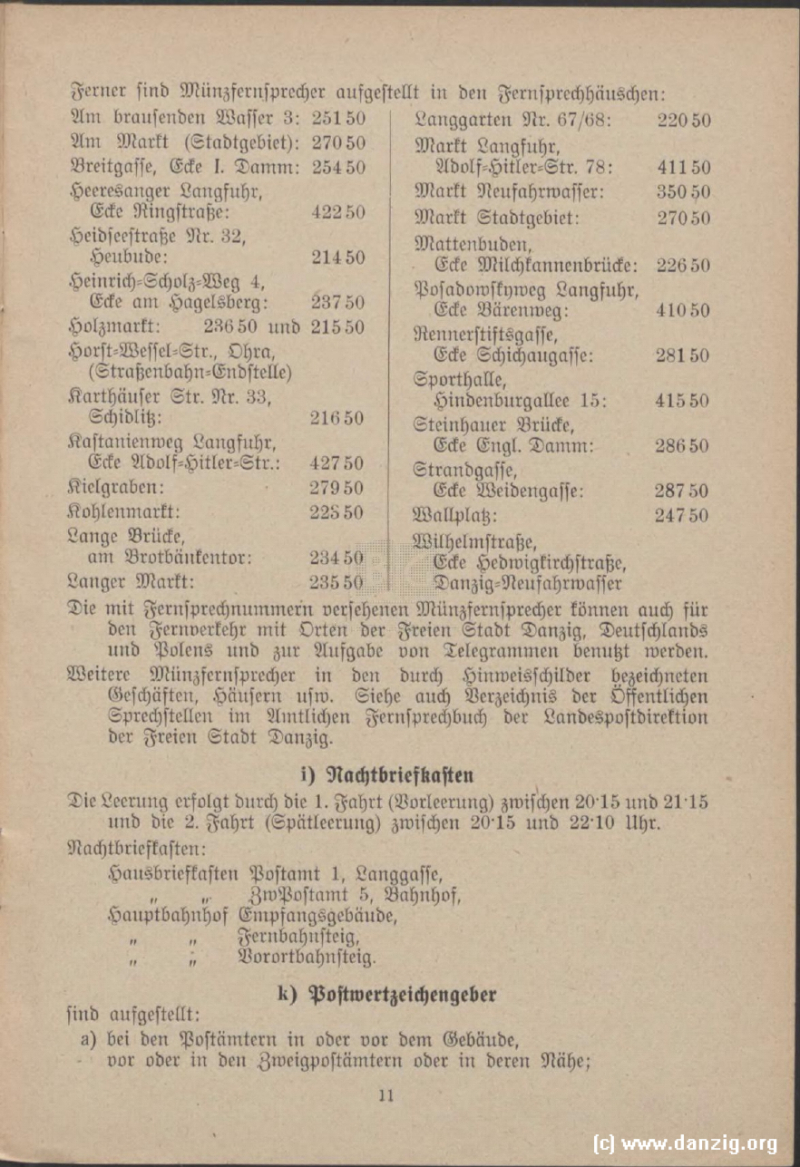 Ferner sind Münzfernsprecher aufgestellt in den Fernsprechhäuschen:
Am brausenden Wasser 3: 251 50
Am Markt (Stadtgebiet): 270 50
Breitgasse, Ecke I. Damm: 254 50
Heeresanger Langfuhr,
Ecke Ringstraße: 422 50
Heidseestraße Nr. 32,
Heubude: 214 50
Heinrich-Scholz-Weg 4,
Ecke am Hagelsberg: 237 50
Holzmarkt: 236 50 und 215 50
Horst-Wessel-Str., Ohra,
(Straßenbahn-Endstelle)
Karthäuser Str. Nr. 33,
Schidlitz: 216 50
Kastanienweg Langfuhr,
Ecke Adolf-Hitler-Str.: 427 50
Kielgraben: 279 50
Kohlenmarkt: 223 50
Lange Brücke,
am Brotbänkentor: 234 50
Langer Markt: 235 50
Langgarten Nr. 67/68: 220 50
Markt Langfuhr,
Adolf-Hitler-Str. 78: 411 50
Markt Neufahrwasser: 350 50
Markt Stadtgebiet: 270 50
Mattenbuden,
Ecke Milchkannenbrücke: 226 50
Posadowskyweg Langfuhr,
Ecke Bärenweg: 410 50
Rennerstiftsgasse,
Ecke Schichaugasse: 281 50
Sporthalle,
Hindenburgallee 15: 415 50
Steinhauer Brücke,
Ecke Engl. Damm: 286 50
Strandgasse,
Ecke Weidengasse: 287 50
Wallplatz: 247 50
Wilhelmstraße,
Ecke Hedwigkirchstraße,
Danzig-Neufahrwasser
Die mit Fernsprechnummern versehenen Münzfernsprecher können auch für
den Fernverkehr mit Orten der Freien Stadt Danzig, Deutschlands
und Polens und zur Aufgabe von Telegrammen benutzt werden.
Weitere Münzfernsprecher in den durch Hinweisschilder bezeichneten
Geschäften, Häusern usw. Siehe auch Verzeichnis der Öffentlichen
Sprechstellen im Amtlichen Fernsprechbuch der Landespostdirektion
der Freien Stadt Danzig.
i) Nachtbriefkasten
Die Leerung erfolgt durch die 1. Fahrt (Vorleerung) zwischen 20·15 und 21·15
und die 2. Fahrt (Spätleerung) zwischen 20·15 und 22·10 Uhr.
Nachtbriefkasten:
Hausbriefkasten Postamt 1, Langgasse,
„ „ ZwPostamt 5, Bahnhof,
Hauptbahnhof Empfangsgebäude,
„ „ Fernbahnsteig,
„ „ Vorortbahnsteig.
k) Postwertzeichengeber
sind aufgestellt:
a) bei den Postämtern in oder vor dem Gebäude,
vor oder in den Zweigpostämtern oder in deren Nähe;
11
(c) www.danzig.org